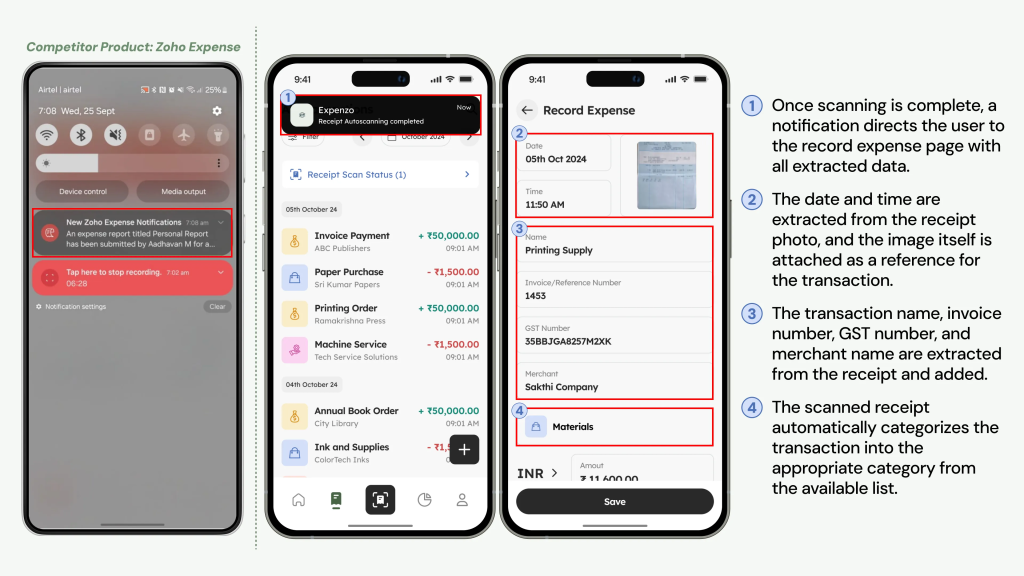 Competitor Product: Zoho Expense
Airtel | airtel
25%
7:08 Wed, 25 Sept
Device control
Media output
New Zoho Expense Notifications 7:08 am
An expense report titled Personal Report
has been submitted by Aadhavan M for a...
Tap here to stop recording. 7:02 am
06:28
Notification settings
Clear
9:41
1
Expenzo
Now
Receipt Autoscanning completed
Filter
October 2024
Receipt Scan Status (1)
05th October 24
Invoice Payment + ₹50,000.00
ABC Publishers 09:01 AM
Paper Purchase - ₹1,500.00
Sri Kumar Papers 09:01 AM
Printing Order + ₹50,000.00
Ramakrishna Press 09:01 AM
Machine Service - ₹1,500.00
Tech Service Solutions 09:01 AM
04th October 24
Annual Book Order + ₹50,000.00
City Library 09:01 AM
Ink and Supplies - ₹1,5
ColorTech Inks
9:41
Record Expense
2
Date
05th Oct 2024
Time
11:50 AM
3
Name
Printing Supply
Invoice/Reference Number
1453
GST Number
35BBJGA8257M2XK
Merchant
Sakthi Company
4
Materials
INR
Amout
₹ 11,600.00
Save
1 Once scanning is complete, a
notification directs the user to
the record expense page with
all extracted data.
2 The date and time are
extracted from the receipt
photo, and the image itself is
attached as a reference for
the transaction.
3 The transaction name, invoice
number, GST number, and
merchant name are extracted
from the receipt and added.
4 The scanned receipt
automatically categorizes the
transaction into the
appropriate category from
the available list.